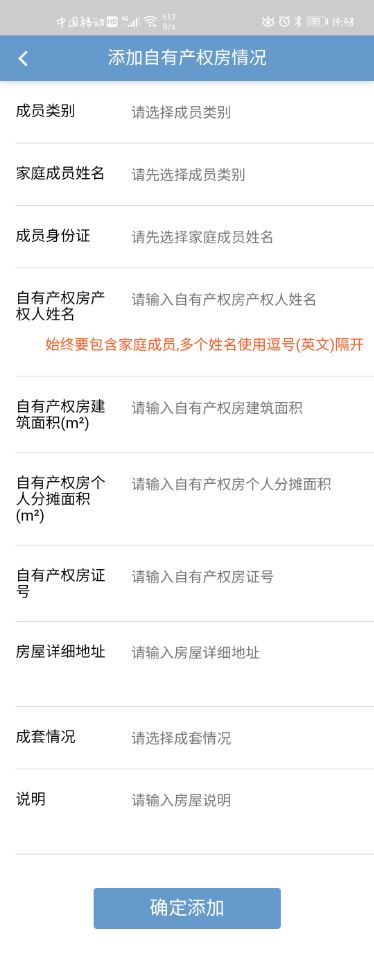 中国移动 HD 4G 612 B/s 14:48
添加自有产权房情况
成员类别 请选择成员类别
家庭成员姓名 请先选择成员类别
成员身份证 请先选择家庭成员姓名
自有产权房产 请输入自有产权房产权人姓名
权人姓名
始终要包含家庭成员,多个姓名使用逗号(英文)隔开
自有产权房建 请输入自有产权房建筑面积
筑面积(m²)
自有产权房个 请输入自有产权房个人分摊面积
人分摊面积
(m²)
自有产权房证 请输入自有产权房证号
号
房屋详细地址 请输入房屋详细地址
成套情况 请选择成套情况
说明 请输入房屋说明
确定添加